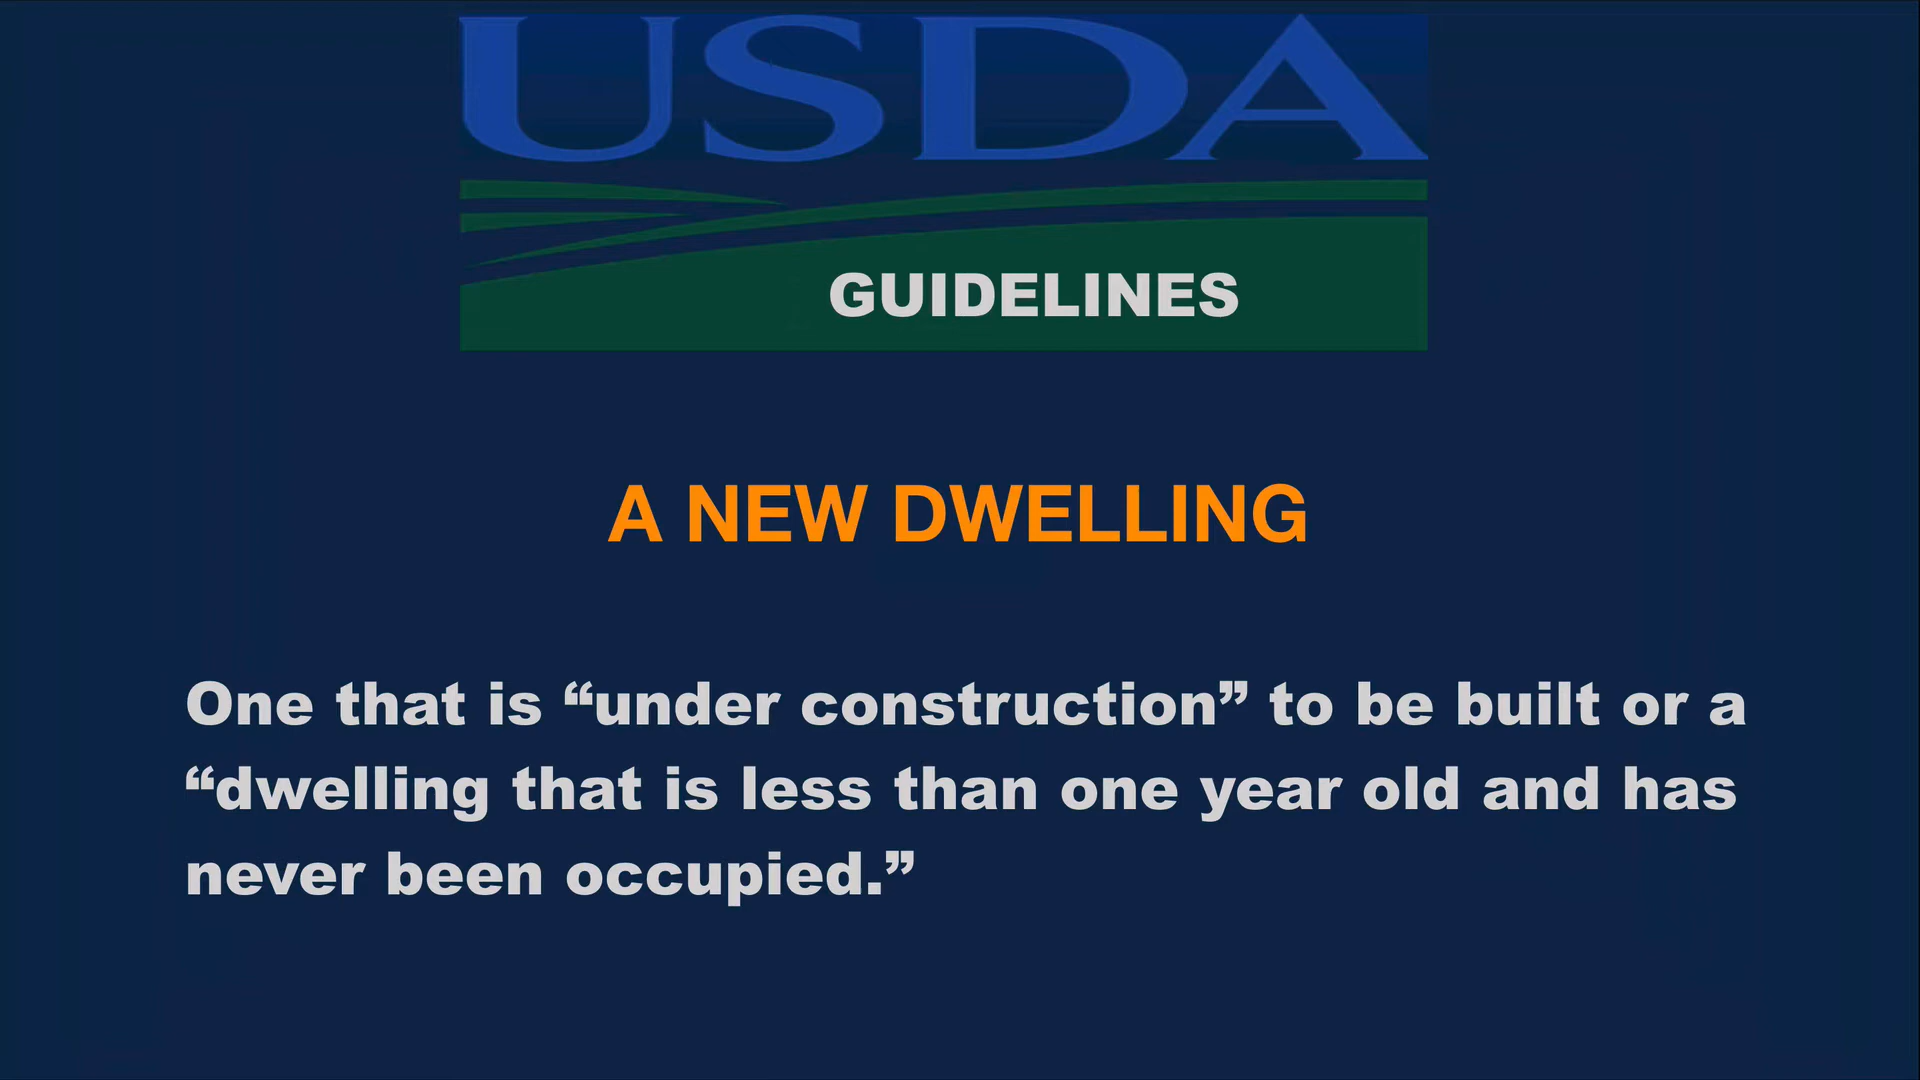 USDA
GUIDELINES
A NEW DWELLING
One that is “under construction” to be built or a
“dwelling that is less than one year old and has
never been occupied.”